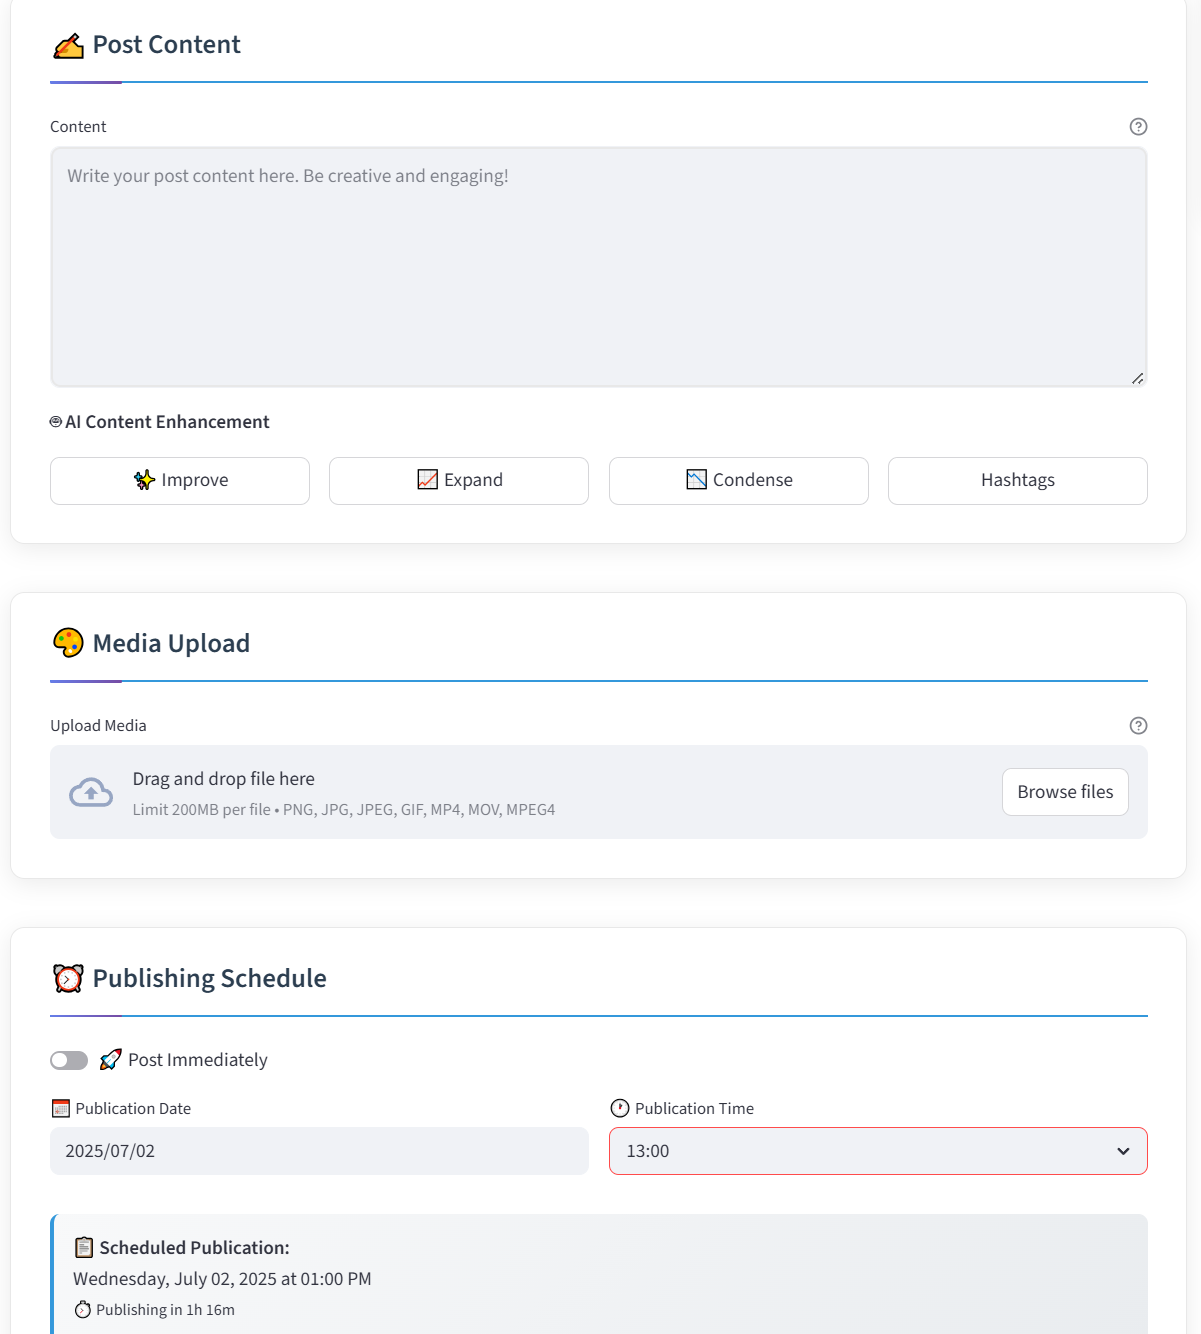 Post Content
Content
Write your post content here. Be creative and engaging!
AI Content Enhancement
Improve
Expand
Condense
Hashtags
Media Upload
Upload Media
Drag and drop file here
Limit 200MB per file • PNG, JPG, JPEG, GIF, MP4, MOV, MPEG4
Browse files
Publishing Schedule
Post Immediately
Publication Date
Publication Time
2025/07/02
13:00
Scheduled Publication:
Wednesday, July 02, 2025 at 01:00 PM
Publishing in 1h 16m